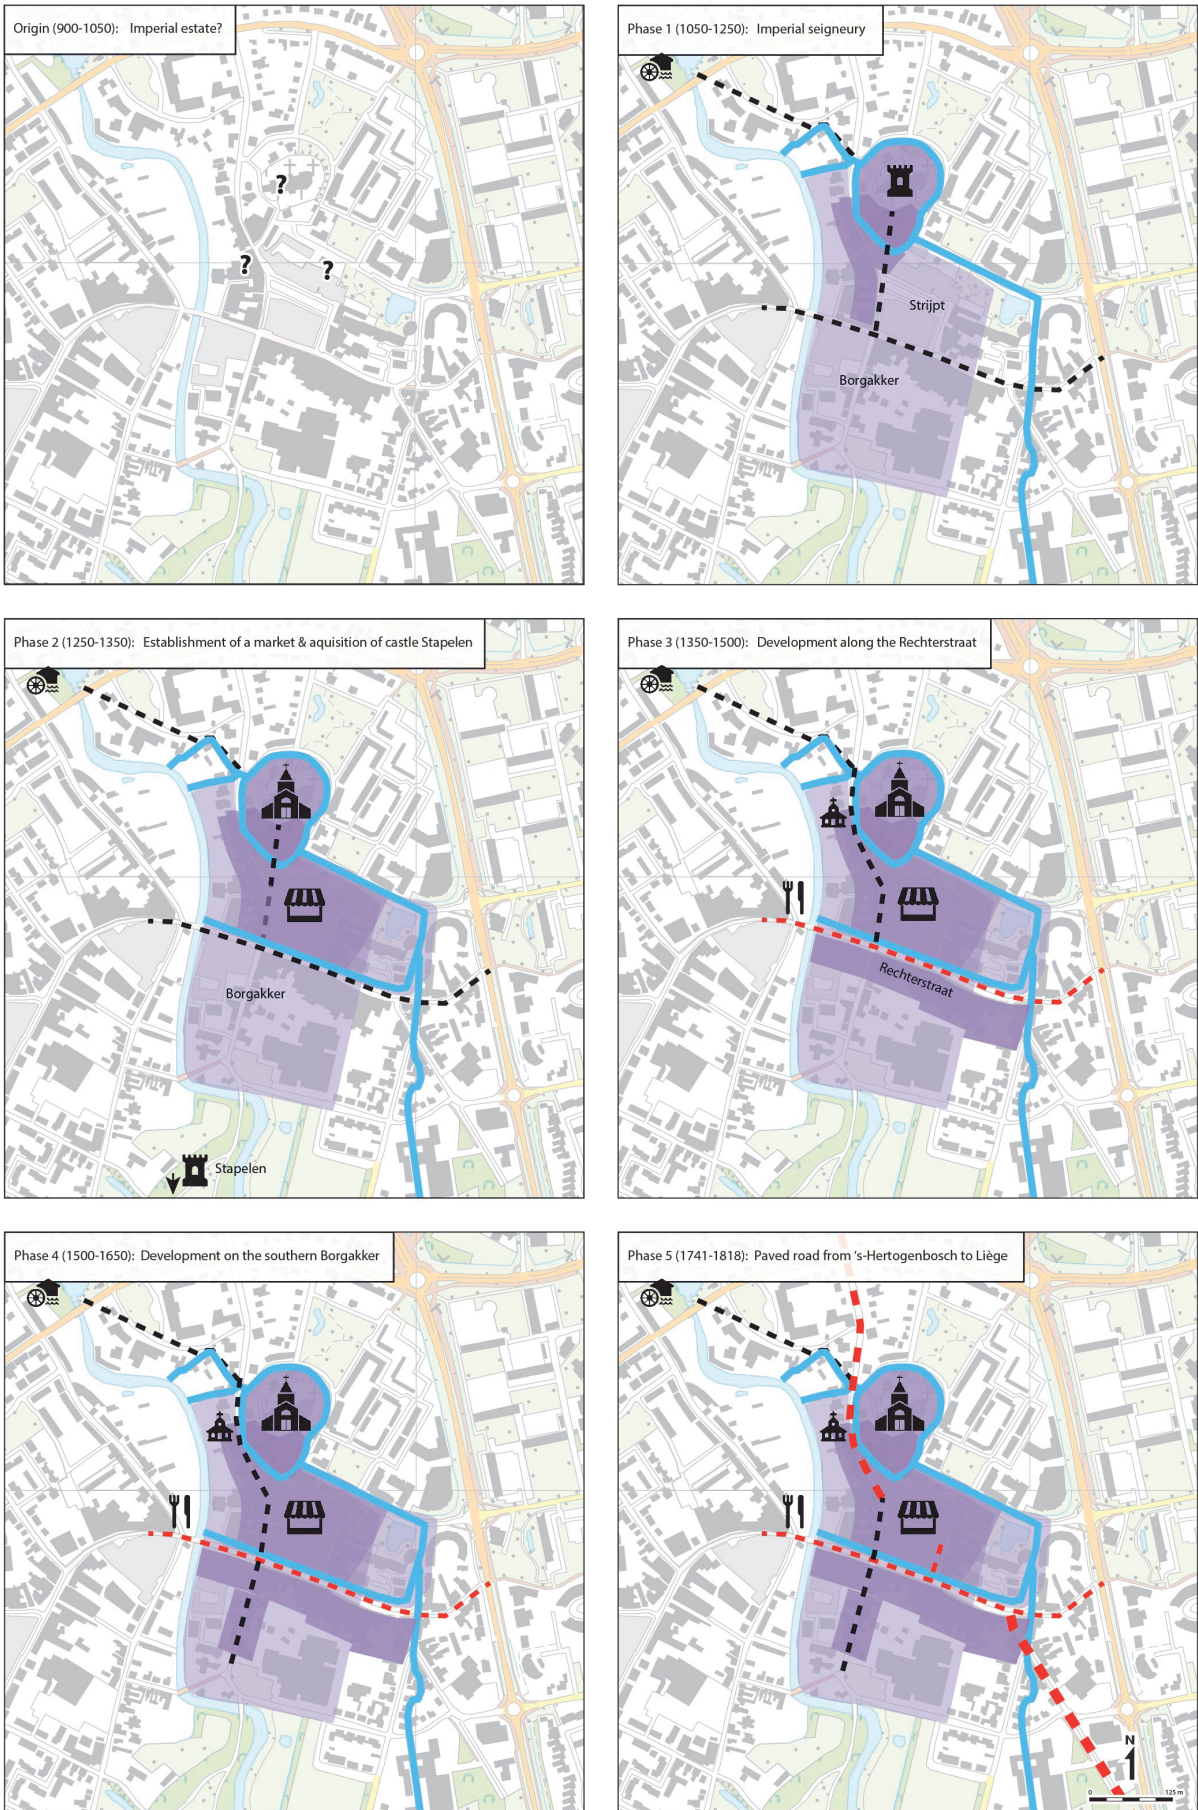 Origin (900-1050): Imperial estate?
?
?
?
Phase 1 (1050-1250): Imperial seigneury
Strijpt
Borgakker
Phase 2 (1250-1350): Establishment of a market & aquisition of castle Stapelen
Borgakker
Stapelen
Phase 3 (1350-1500): Development along the Rechterstraat
Rechterstraat
Phase 4 (1500-1650): Development on the southern Borgakker
Phase 5 (1741-1818): Paved road from 's-Hertogenbosch to Liège
N
0 125 m